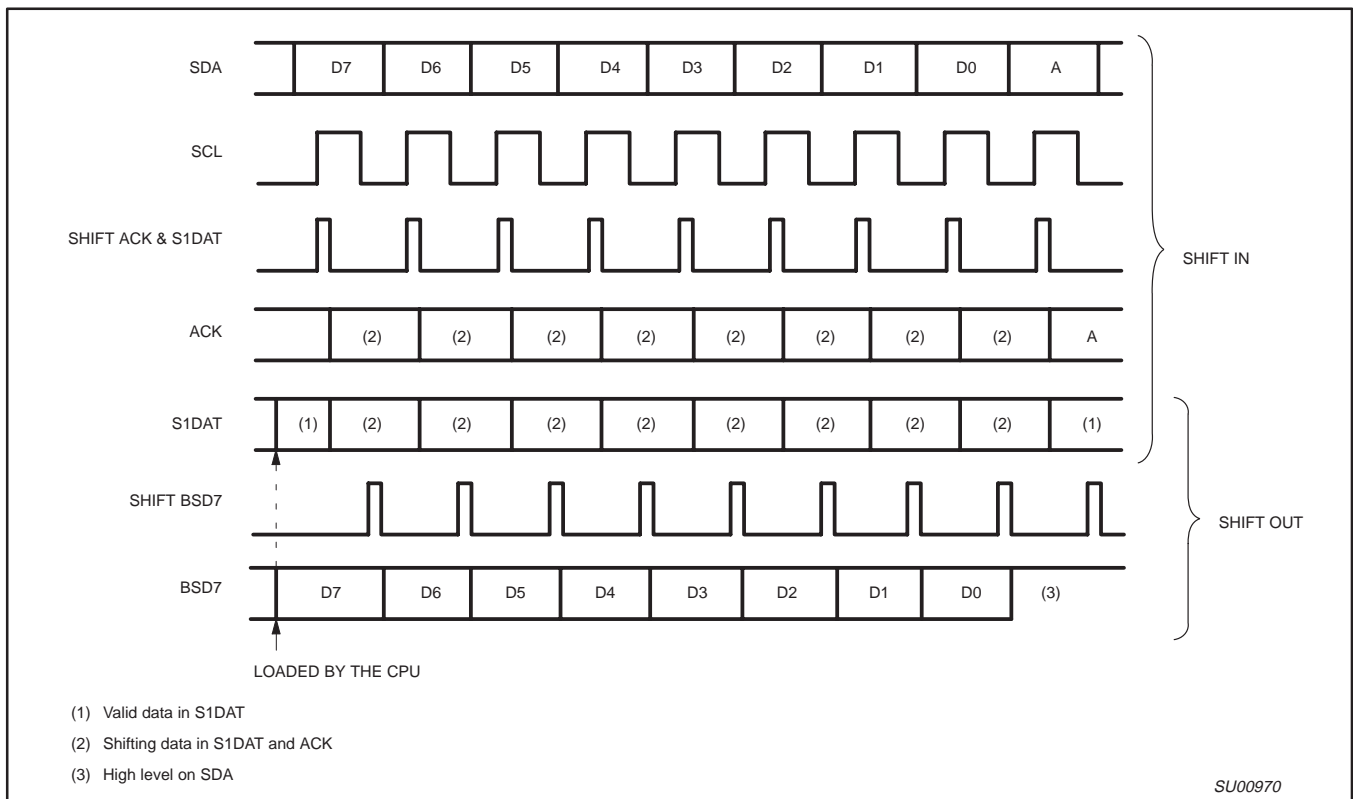 SDA D7 D6 D5 D4 D3 D2 D1 D0 A
SCL
SHIFT ACK & S1DAT
SHIFT IN
ACK (2) (2) (2) (2) (2) (2) (2) (2) A
S1DAT (1) (2) (2) (2) (2) (2) (2) (2) (2) (1)
SHIFT BSD7
SHIFT OUT
BSD7 D7 D6 D5 D4 D3 D2 D1 D0 (3)
LOADED BY THE CPU
(1) Valid data in S1DAT
(2) Shifting data in S1DAT and ACK
(3) High level on SDA
SU00970